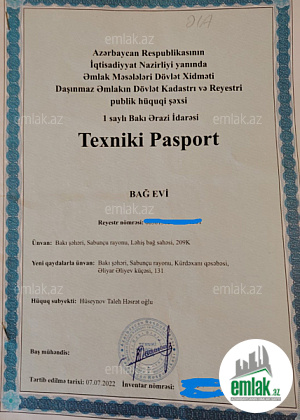 Azərbaycan Respublikasının
İqtisadiyyat Nazirliyi yanında
Əmlak Məsələləri Dövlət Xidməti
Daşınmaz Əmlakın Dövlət Kadastrı və Reyestri
publik hüquqi şəxsi
1 saylı Bakı Ərazi İdarəsi
Texniki Pasport
BAĞ EVİ
Reyestr nömrəsi:
Ünvan: Bakı şəhəri, Sabunçu rayonu, Ləhiş bağ sahəsi, 209K
Yeni qaydalarla ünvan: Bakı şəhəri, Sabunçu rayonu, Kürdəxanı qəsəbəsi,
Əliyar Əliyev küçəsi, 131
Hüquq subyekti: Hüseynov Taleh Həsrət oğlu
Baş mühəndis:
Tərtib edilmə tarixi: 07.07.2022 İnventar nömrəsi:
emlak.az